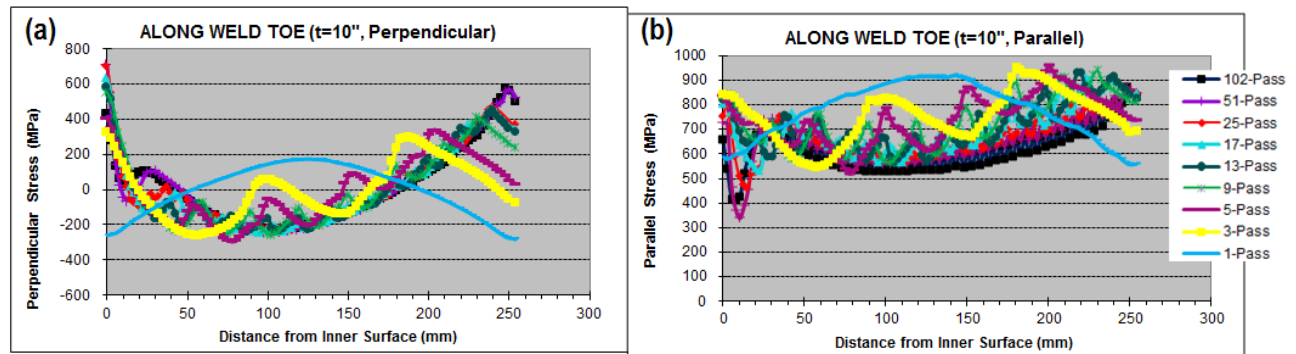 (a)
ALONG WELD TOE (t=10", Perpendicular)
Perpendicular Stress (MPa)
800
600
400
200
0
-200
-400
-600
0 50 100 150 200 250 300
Distance from Inner Surface (mm)
(b)
ALONG WELD TOE (t=10", Parallel)
Parallel Stress (MPa)
1000
900
800
700
600
500
400
300
200
100
0
0 50 100 150 200 250 300
Distance from Inner Surface (mm)
102-Pass
51-Pass
25-Pass
17-Pass
13-Pass
9-Pass
5-Pass
3-Pass
1-Pass